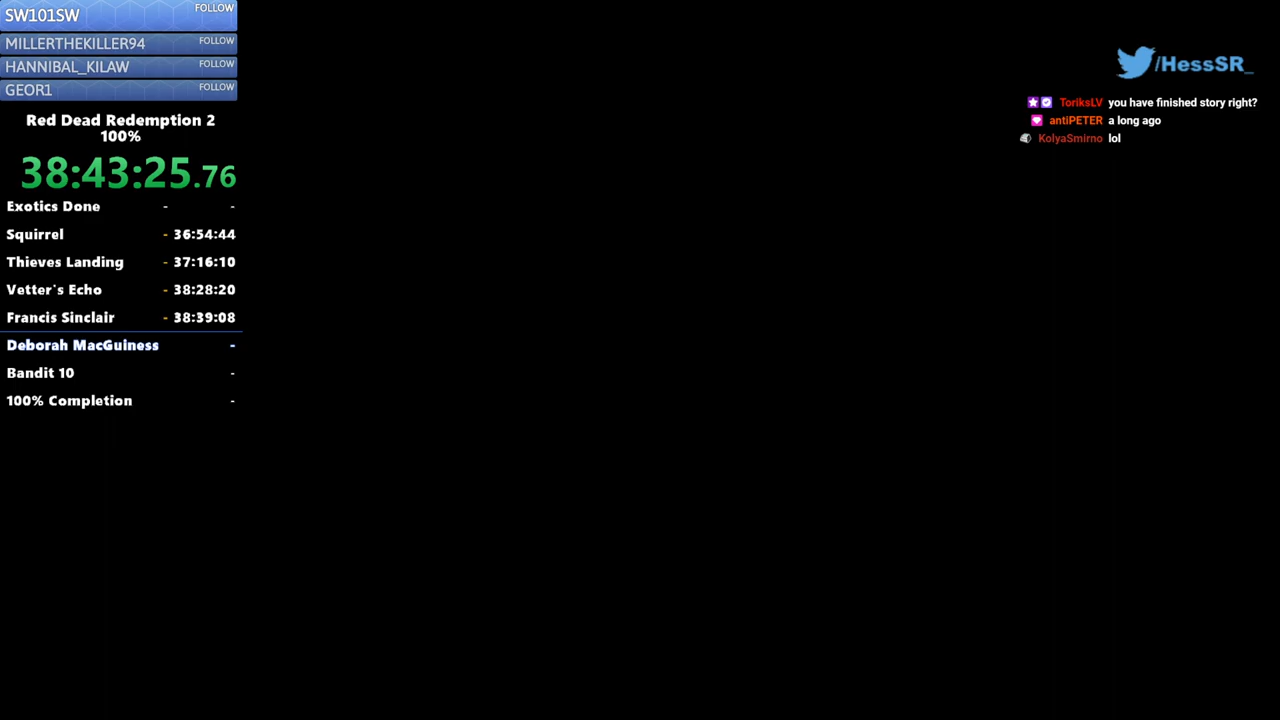 SW101SW FOLLOW
MILLERTHEKILLER94 FOLLOW
HANNIBAL_KILAW FOLLOW
GEOR1 FOLLOW
Red Dead Redemption 2
100%
38:43:25.76
Exotics Done - -
Squirrel - 36:54:44
Thieves Landing - 37:16:10
Vetter's Echo - 38:28:20
Francis Sinclair - 38:39:08
Deborah MacGuiness -
Bandit 10 -
100% Completion -
/HessSR_
ToriksLV you have finished story right?
antiPETER a long ago
KolyaSmirno lol